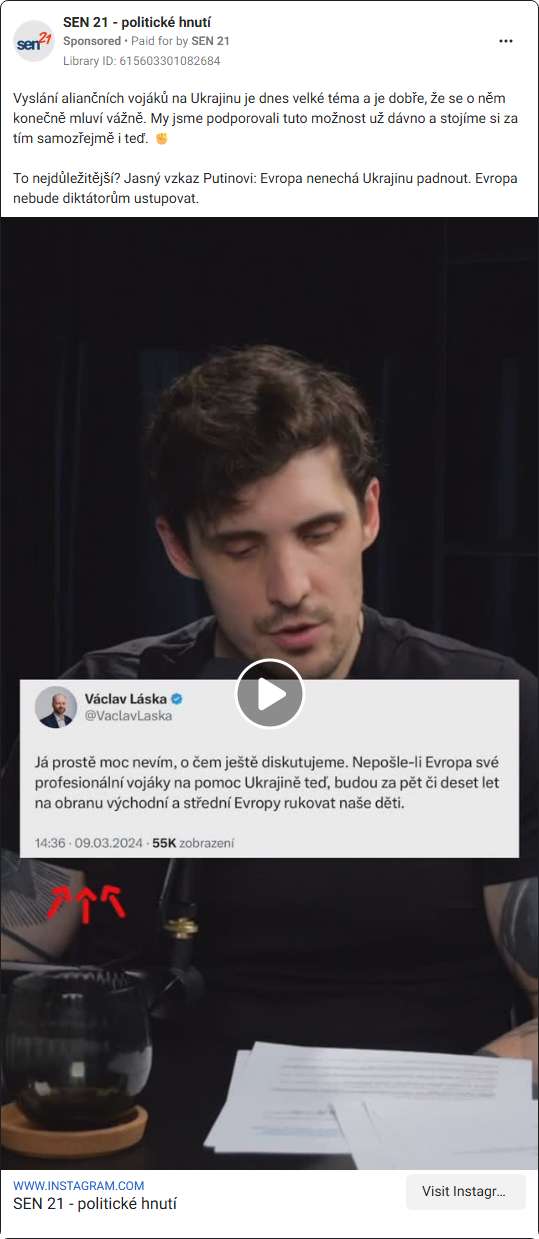 SEN 21 - politické hnutí
Sponsored • Paid for by SEN 21
Library ID: 615603301082684
sen21
Vyslání aliančních vojáků na Ukrajinu je dnes velké téma a je dobře, že se o něm
konečně mluví vážně. My jsme podporovali tuto možnost už dávno a stojíme si za
tím samozřejmě i teď. ✊
To nejdůležitější? Jasný vzkaz Putinovi: Evropa nenechá Ukrajinu padnout. Evropa
nebude diktátorům ustupovat.
Václav Láska
@VaclavLaska
Já prostě moc nevím, o čem ještě diskutujeme. Nepošle-li Evropa své
profesionální vojáky na pomoc Ukrajině teď, budou za pět či deset let
na obranu východní a střední Evropy rukovat naše děti.
14:36 · 09.03.2024 · 55K zobrazení
WWW.INSTAGRAM.COM
SEN 21 - politické hnutí
Visit Instagr...